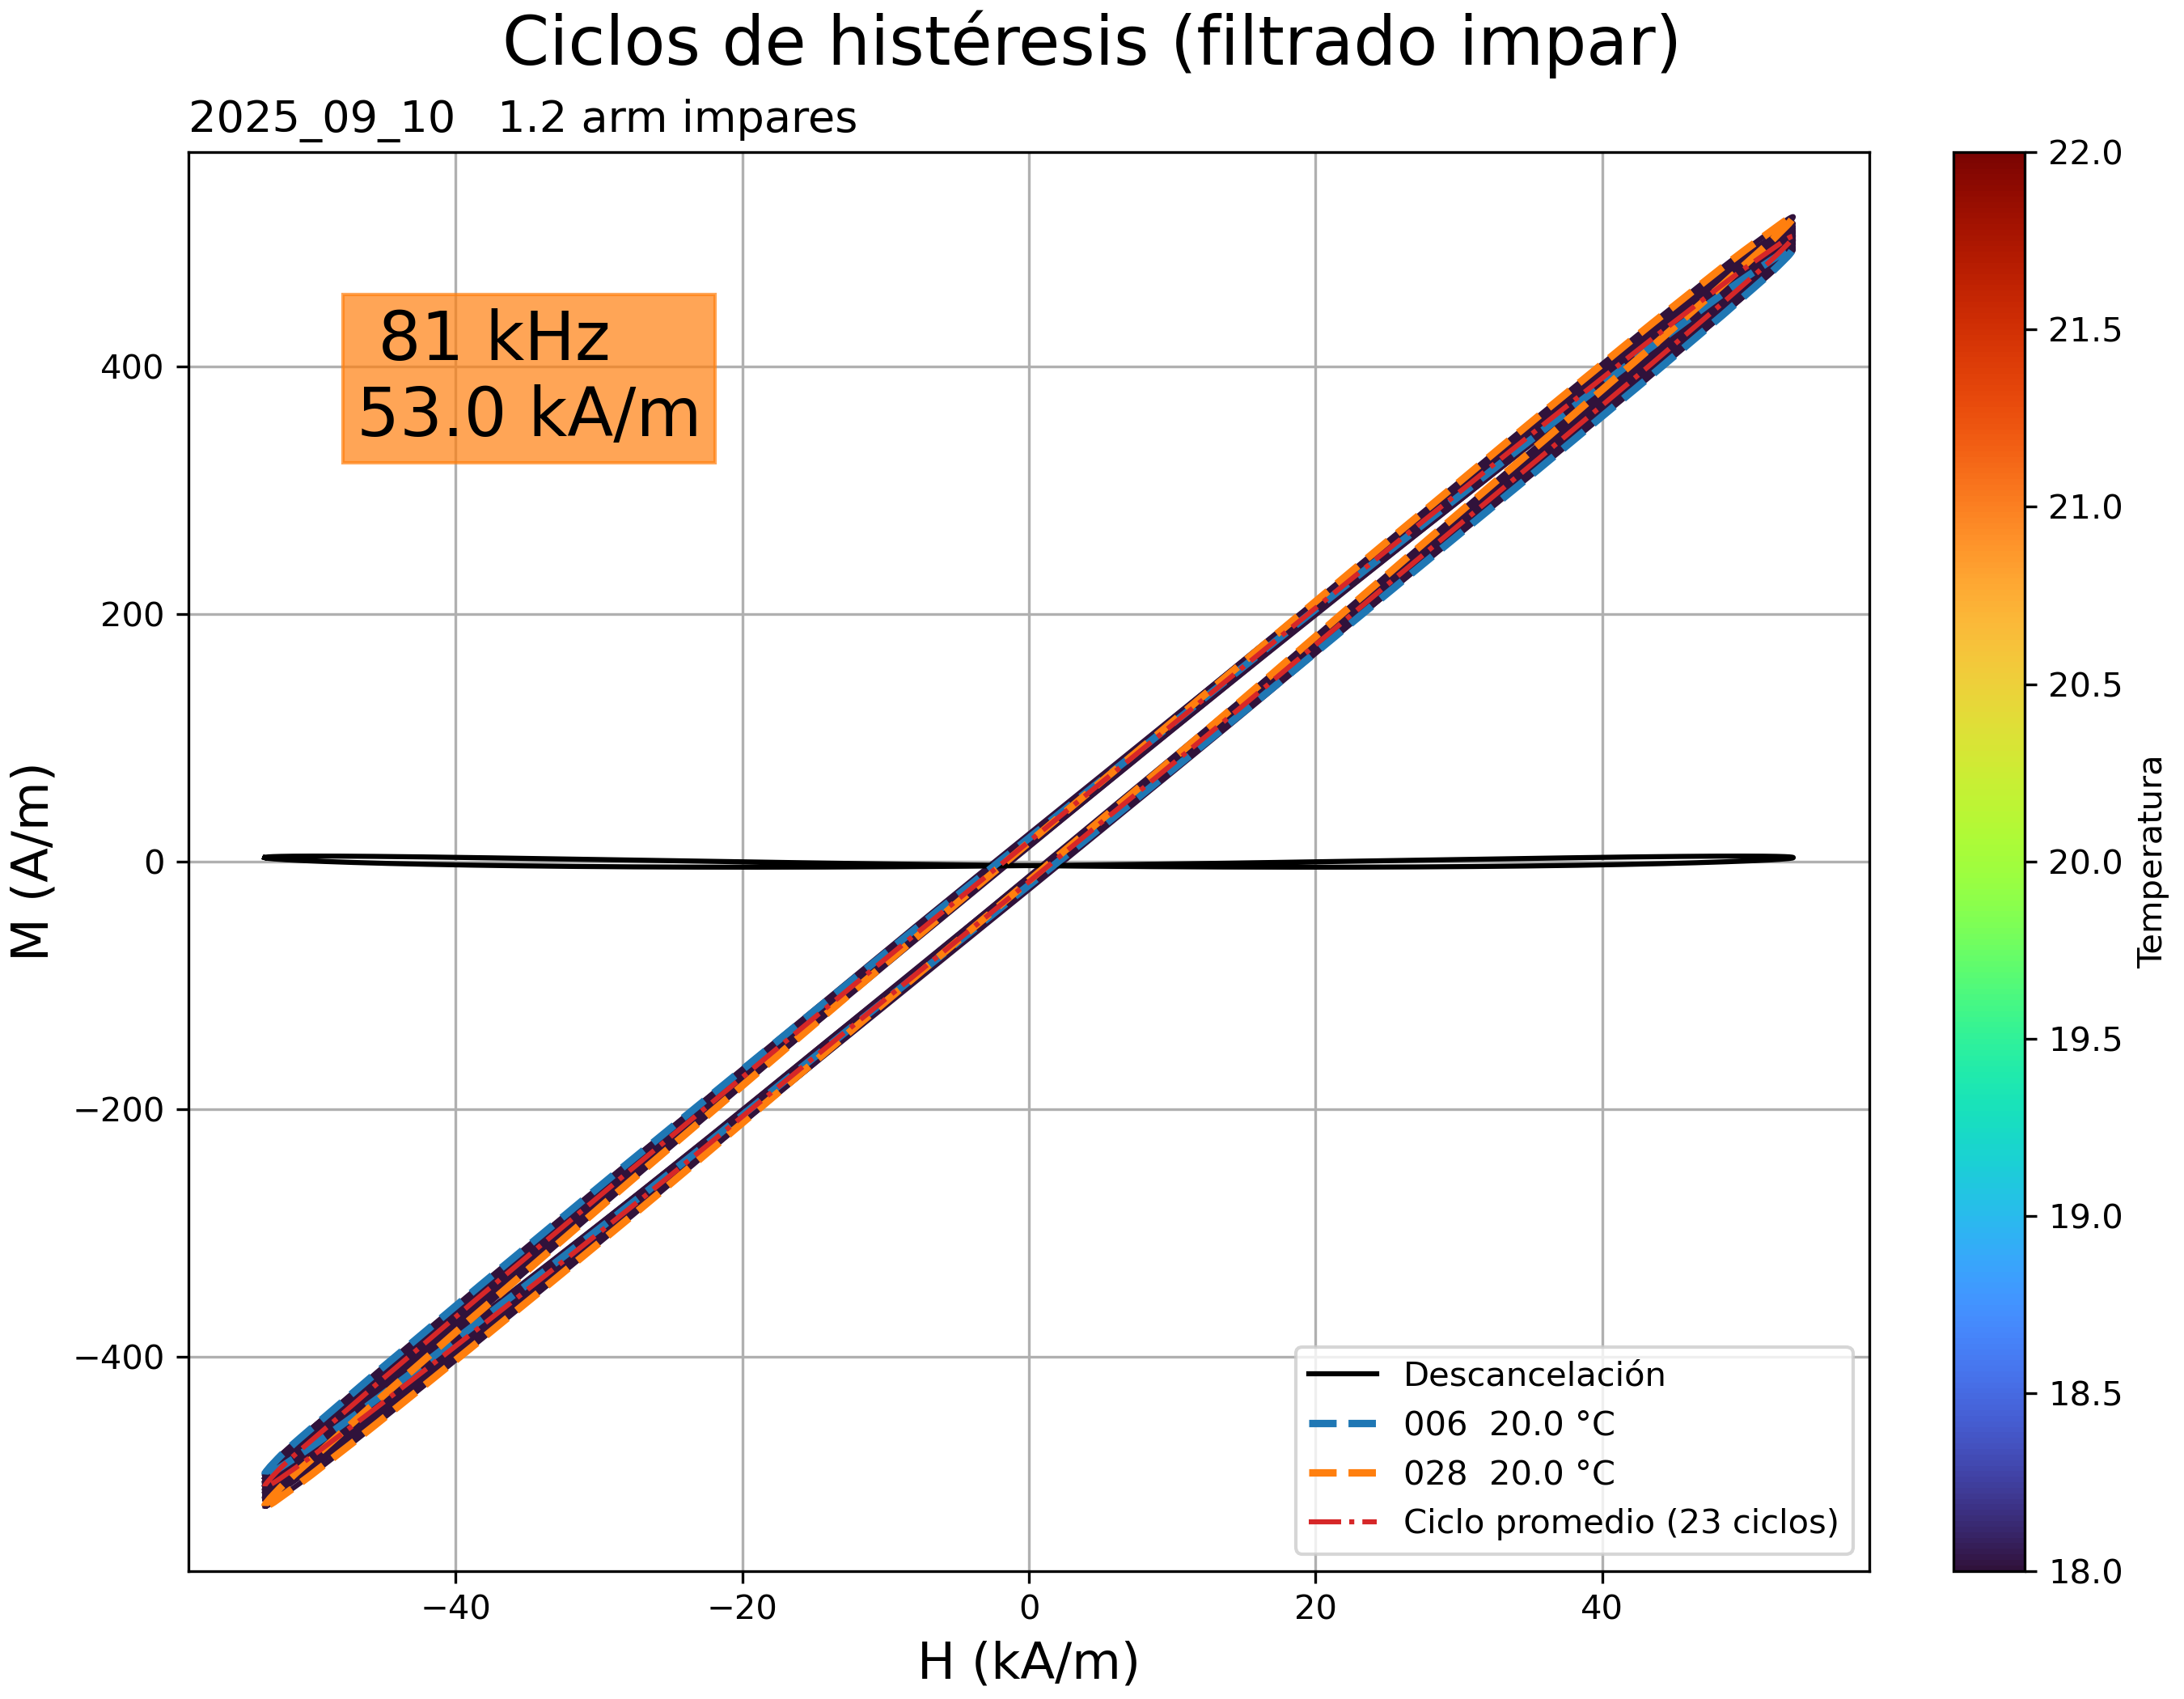 Ciclos de histéresis (filtrado impar)
2025_09_10   1.2 arm impares
81 kHz
53.0 kA/m
M (A/m)
400
200
0
−200
−400
−40
−20
0
20
40
H (kA/m)
Descancelación
006  20.0 °C
028  20.0 °C
Ciclo promedio (23 ciclos)
22.0
21.5
21.0
20.5
20.0
19.5
19.0
18.5
18.0
Temperatura